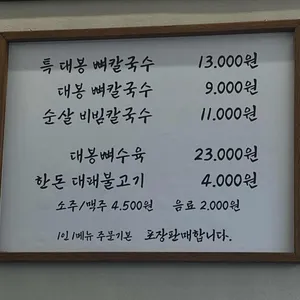 특 대봉 뼈칼국수 13.000원
대봉 뼈칼국수 9.000원
순살 비빔칼국수 11.000원
대봉뼈수육 23.000원
한돈 대패불고기 4.000원
소주/맥주 4.500원 음료 2.000원
1인 1메뉴 주문기본 포장판매합니다.